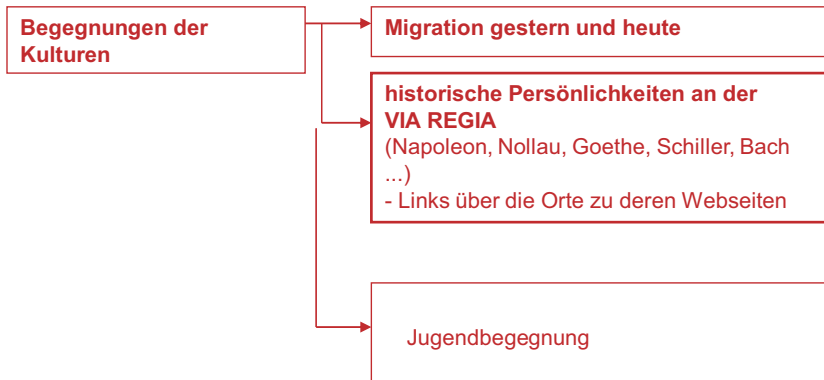 Begegnungen der
Kulturen
Migration gestern und heute
historische Persönlichkeiten an der
VIA REGIA
(Napoleon, Nollau, Goethe, Schiller, Bach
...)
- Links über die Orte zu deren Webseiten
Jugendbegegnung